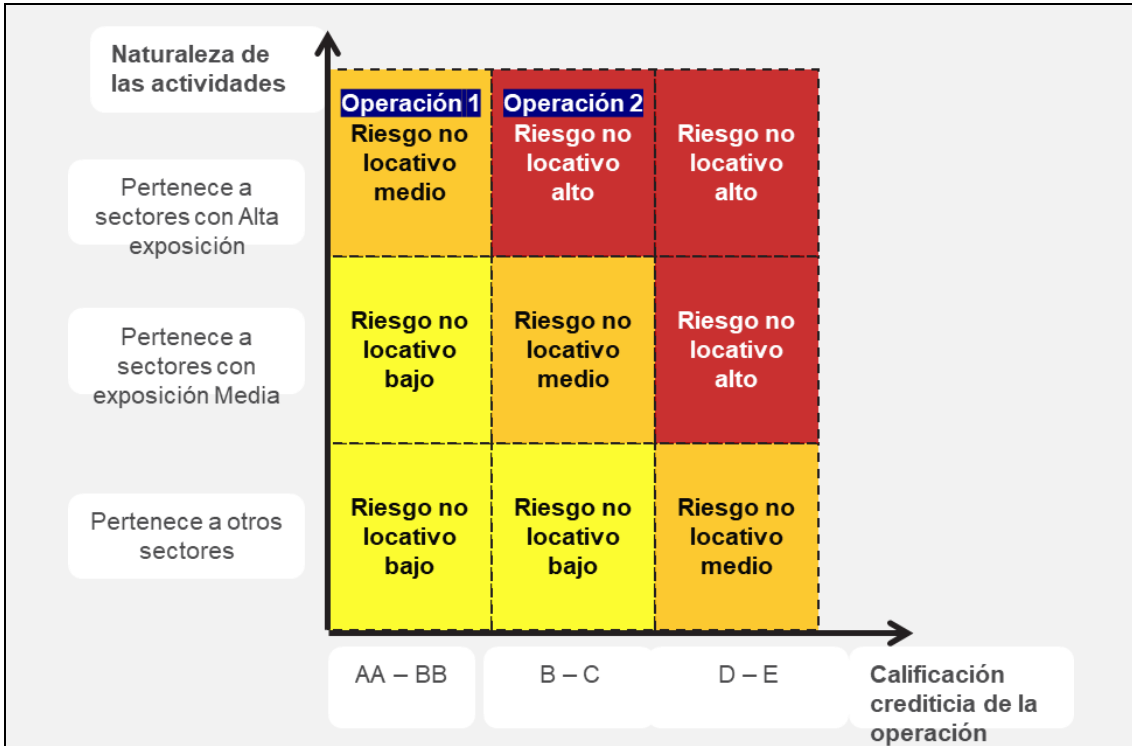 Naturaleza de
las actividades
Operación 1
Riesgo no
locativo
medio
Operación 2
Riesgo no
locativo
alto
Riesgo no
locativo
alto
Pertenece a
sectores con Alta
exposición
Riesgo no
locativo
bajo
Riesgo no
locativo
medio
Riesgo no
locativo
alto
Pertenece a
sectores con
exposición Media
Riesgo no
locativo
bajo
Riesgo no
locativo
bajo
Riesgo no
locativo
medio
Pertenece a otros
sectores
AA – BB
B – C
D – E
Calificación
crediticia de la
operación